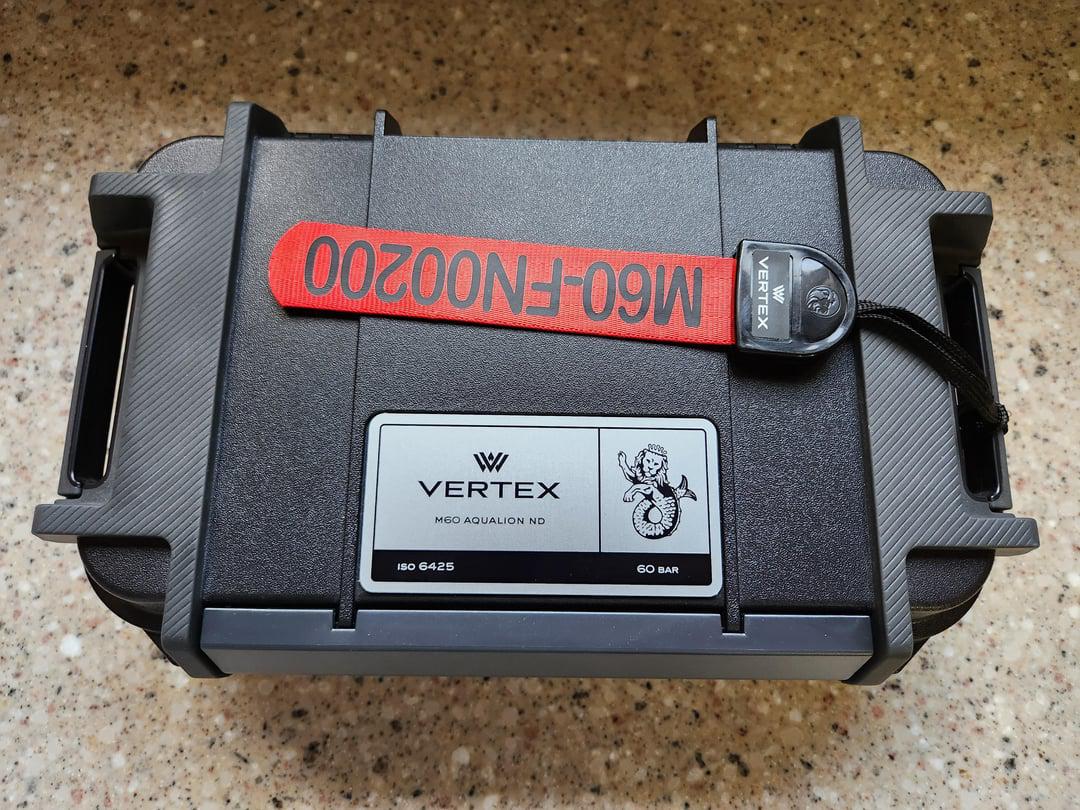 M60-FN00200
VERTEX
VERTEX
M60 AQUALION ND
ISO 6425
60 BAR